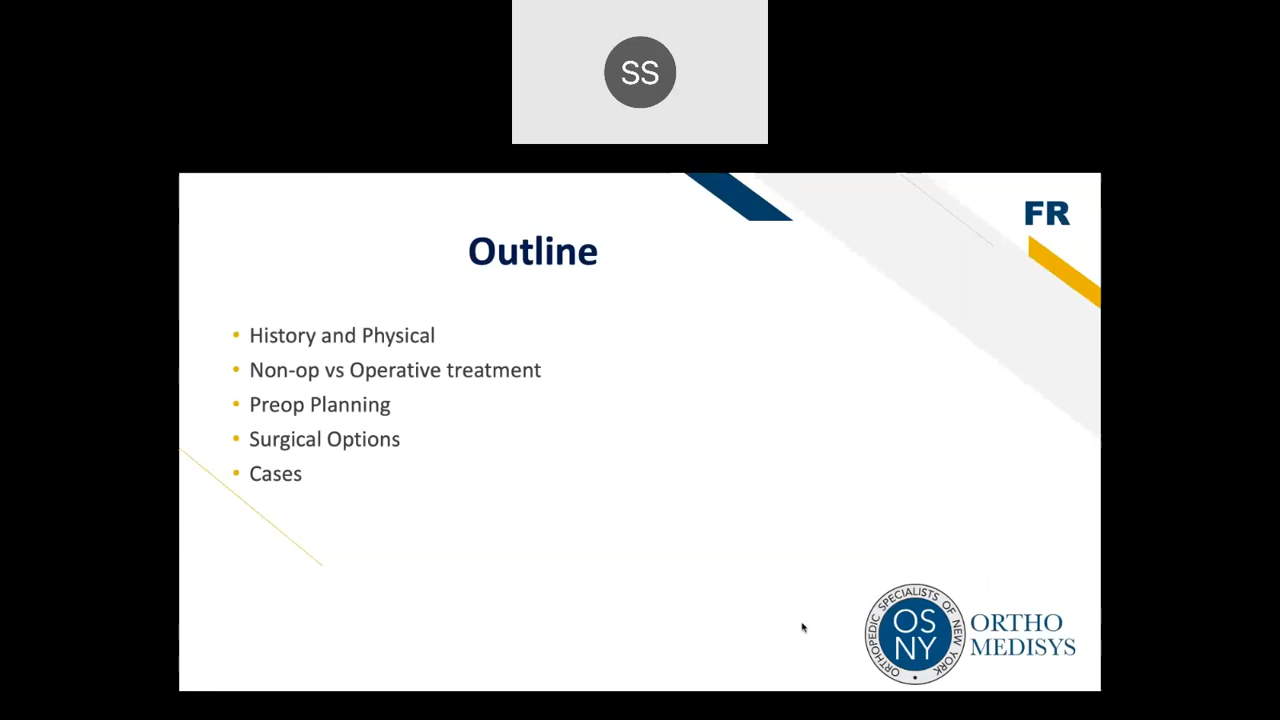 SS
FR
Outline
• History and Physical
• Non-op vs Operative treatment
• Preop Planning
• Surgical Options
• Cases
ORTHOPEDIC SPECIALISTS OF NEW YORK
OS
NY
ORTHO
MEDISYS